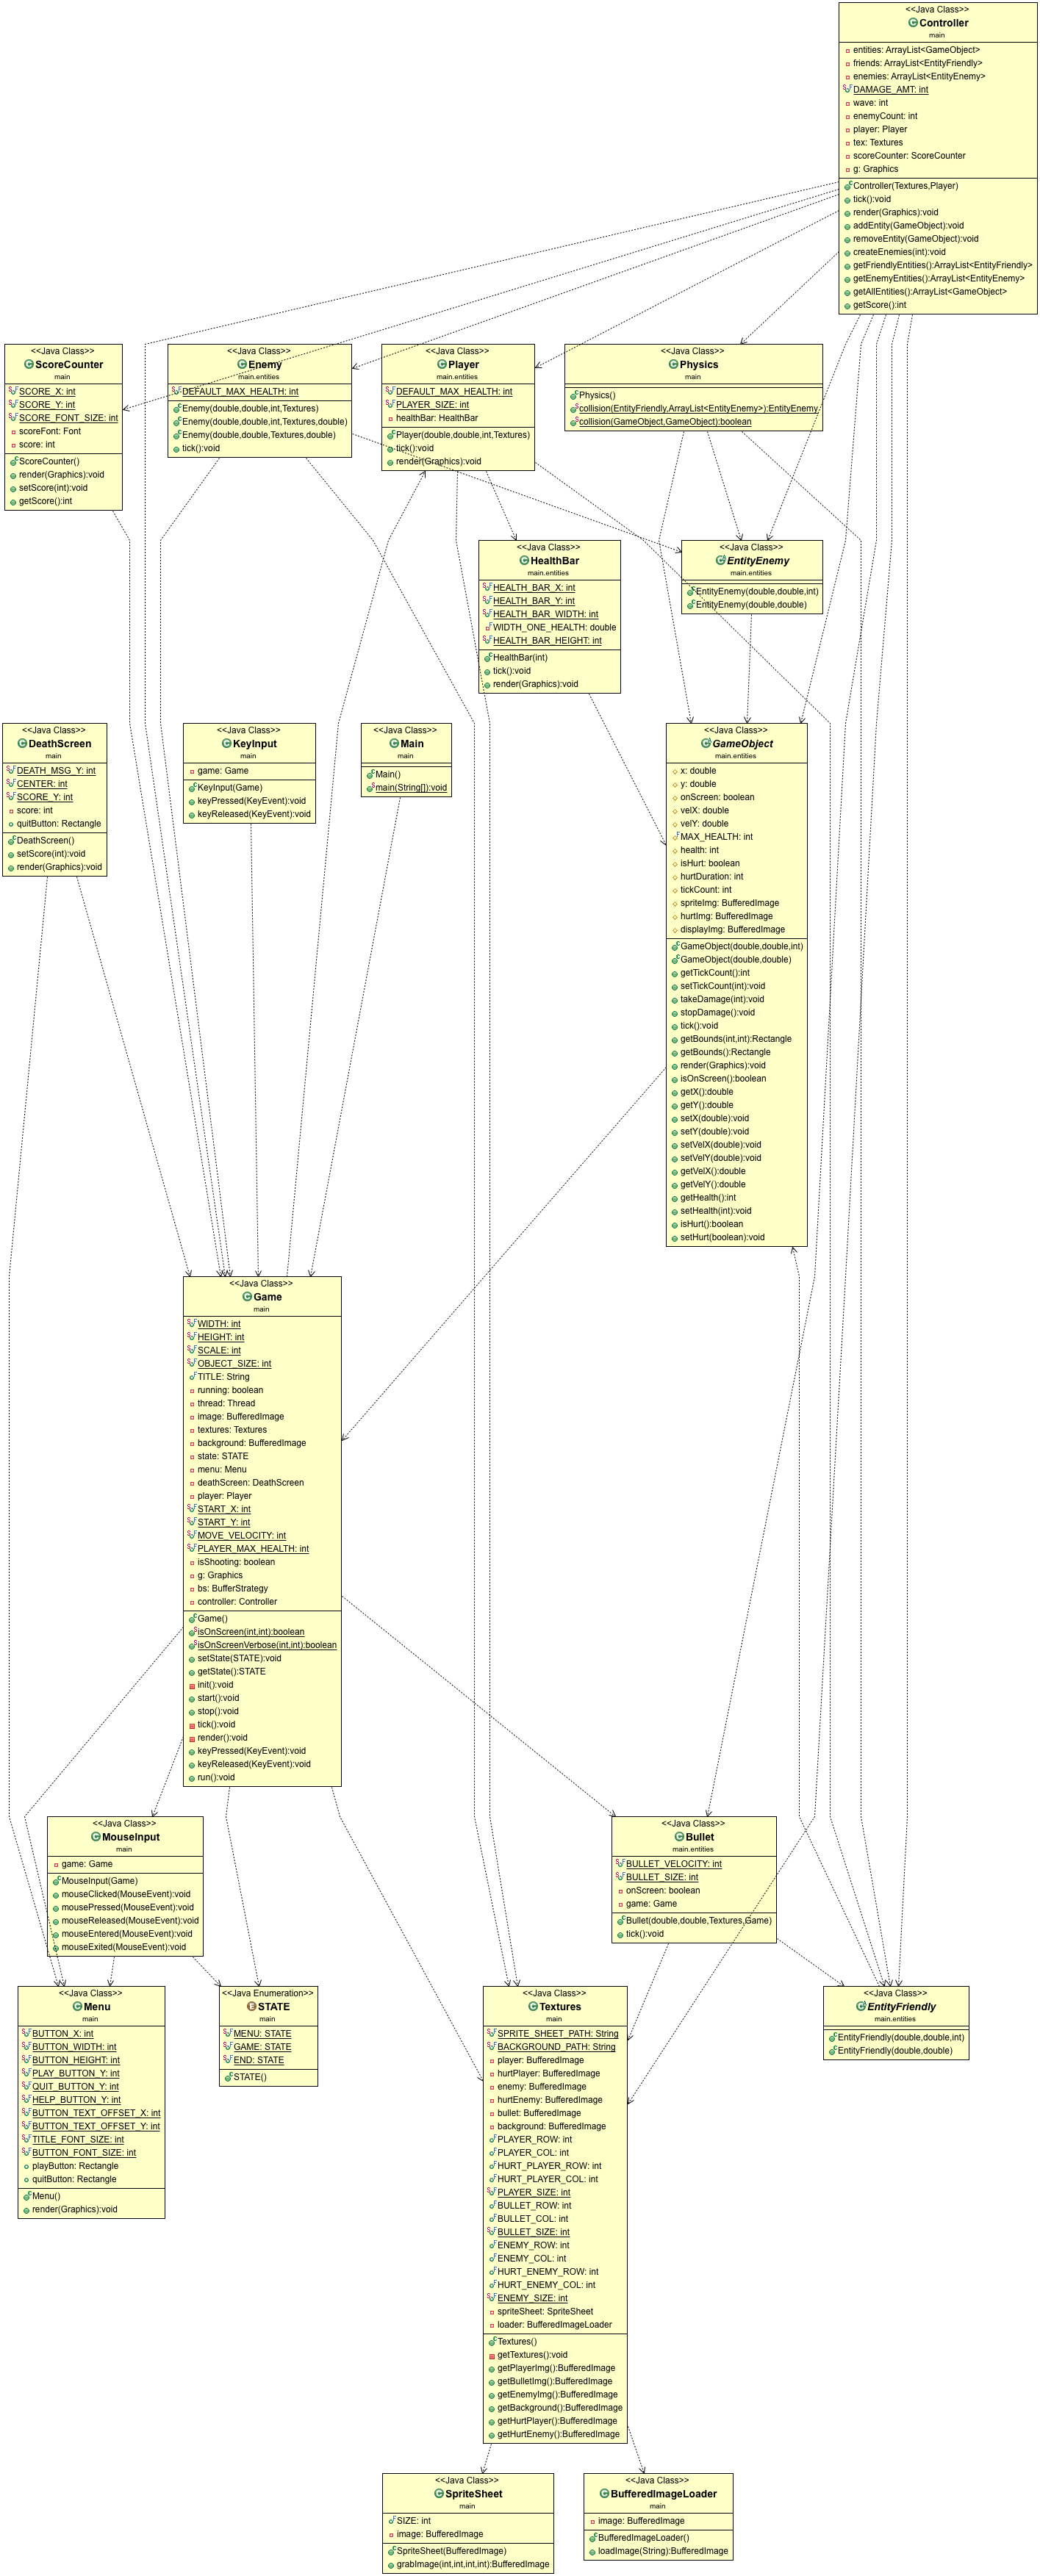 <<Java Class>>
Controller
main
entities: ArrayList<GameObject>
friends: ArrayList<EntityFriendly>
enemies: ArrayList<EntityEnemy>
DAMAGE_AMT: int
wave: int
enemyCount: int
player: Player
tex: Textures
scoreCounter: ScoreCounter
g: Graphics
Controller(Textures,Player)
tick():void
render(Graphics):void
addEntity(GameObject):void
removeEntity(GameObject):void
createEnemies(int):void
getFriendlyEntities():ArrayList<EntityFriendly>
getEnemyEntities():ArrayList<EntityEnemy>
getAllEntities():ArrayList<GameObject>
getScore():int
<<Java Class>>
ScoreCounter
main
SCORE_X: int
SCORE_Y: int
SCORE_FONT_SIZE: int
scoreFont: Font
score: int
ScoreCounter()
render(Graphics):void
setScore(int):void
getScore():int
<<Java Class>>
Enemy
main.entities
DEFAULT_MAX_HEALTH: int
Enemy(double,double,int,Textures)
Enemy(double,double,int,Textures,double)
Enemy(double,double,Textures,double)
tick():void
<<Java Class>>
Player
main.entities
DEFAULT_MAX_HEALTH: int
PLAYER_SIZE: int
healthBar: HealthBar
Player(double,double,int,Textures)
tick():void
render(Graphics):void
<<Java Class>>
Physics
main
Physics()
collision(EntityFriendly,ArrayList<EntityEnemy>):EntityEnemy
collision(GameObject,GameObject):boolean
<<Java Class>>
HealthBar
main.entities
HEALTH_BAR_X: int
HEALTH_BAR_Y: int
HEALTH_BAR_WIDTH: int
WIDTH_ONE_HEALTH: double
HEALTH_BAR_HEIGHT: int
HealthBar(int)
tick():void
render(Graphics):void
<<Java Class>>
EntityEnemy
main.entities
EntityEnemy(double,double,int)
EntityEnemy(double,double)
<<Java Class>>
DeathScreen
main
DEATH_MSG_Y: int
CENTER: int
SCORE_Y: int
score: int
quitButton: Rectangle
DeathScreen()
setScore(int):void
render(Graphics):void
<<Java Class>>
KeyInput
main
game: Game
KeyInput(Game)
keyPressed(KeyEvent):void
keyReleased(KeyEvent):void
<<Java Class>>
Main
main
Main()
main(String[]):void
<<Java Class>>
GameObject
main.entities
x: double
y: double
onScreen: boolean
velX: double
velY: double
MAX_HEALTH: int
health: int
isHurt: boolean
hurtDuration: int
tickCount: int
spriteImg: BufferedImage
hurtImg: BufferedImage
displayImg: BufferedImage
GameObject(double,double,int)
GameObject(double,double)
getTickCount():int
setTickCount(int):void
takeDamage(int):void
stopDamage():void
tick():void
getBounds(int,int):Rectangle
getBounds():Rectangle
render(Graphics):void
isOnScreen():boolean
getX():double
getY():double
setX(double):void
setY(double):void
setVelX(double):void
setVelY(double):void
getVelX():double
getVelY():double
getHealth():int
setHealth(int):void
isHurt():boolean
setHurt(boolean):void
<<Java Class>>
Game
main
WIDTH: int
HEIGHT: int
SCALE: int
OBJECT_SIZE: int
TITLE: String
running: boolean
thread: Thread
image: BufferedImage
textures: Textures
background: BufferedImage
state: STATE
menu: Menu
deathScreen: DeathScreen
player: Player
START_X: int
START_Y: int
MOVE_VELOCITY: int
PLAYER_MAX_HEALTH: int
isShooting: boolean
g: Graphics
bs: BufferStrategy
controller: Controller
Game()
isOnScreen(int,int):boolean
isOnScreenVerbose(int,int):boolean
setState(STATE):void
getState():STATE
init():void
start():void
stop():void
tick():void
render():void
keyPressed(KeyEvent):void
keyReleased(KeyEvent):void
run():void
<<Java Class>>
MouseInput
main
game: Game
MouseInput(Game)
mouseClicked(MouseEvent):void
mousePressed(MouseEvent):void
mouseReleased(MouseEvent):void
mouseEntered(MouseEvent):void
mouseExited(MouseEvent):void
<<Java Class>>
Bullet
main.entities
BULLET_VELOCITY: int
BULLET_SIZE: int
onScreen: boolean
game: Game
Bullet(double,double,Textures,Game)
tick():void
<<Java Class>>
Menu
main
BUTTON_X: int
BUTTON_WIDTH: int
BUTTON_HEIGHT: int
PLAY_BUTTON_Y: int
QUIT_BUTTON_Y: int
HELP_BUTTON_Y: int
BUTTON_TEXT_OFFSET_X: int
BUTTON_TEXT_OFFSET_Y: int
TITLE_FONT_SIZE: int
BUTTON_FONT_SIZE: int
playButton: Rectangle
quitButton: Rectangle
Menu()
render(Graphics):void
<<Java Enumeration>>
STATE
main
MENU: STATE
GAME: STATE
END: STATE
STATE()
<<Java Class>>
Textures
main
SPRITE_SHEET_PATH: String
BACKGROUND_PATH: String
player: BufferedImage
hurtPlayer: BufferedImage
enemy: BufferedImage
hurtEnemy: BufferedImage
bullet: BufferedImage
background: BufferedImage
PLAYER_ROW: int
PLAYER_COL: int
HURT_PLAYER_ROW: int
HURT_PLAYER_COL: int
PLAYER_SIZE: int
BULLET_ROW: int
BULLET_COL: int
BULLET_SIZE: int
ENEMY_ROW: int
ENEMY_COL: int
HURT_ENEMY_ROW: int
HURT_ENEMY_COL: int
ENEMY_SIZE: int
spriteSheet: SpriteSheet
loader: BufferedImageLoader
Textures()
getTextures():void
getPlayerImg():BufferedImage
getBulletImg():BufferedImage
getEnemyImg():BufferedImage
getBackground():BufferedImage
getHurtPlayer():BufferedImage
getHurtEnemy():BufferedImage
<<Java Class>>
EntityFriendly
main.entities
EntityFriendly(double,double,int)
EntityFriendly(double,double)
<<Java Class>>
SpriteSheet
main
SIZE: int
image: BufferedImage
SpriteSheet(BufferedImage)
grabImage(int,int,int,int):BufferedImage
<<Java Class>>
BufferedImageLoader
main
image: BufferedImage
BufferedImageLoader()
loadImage(String):BufferedImage